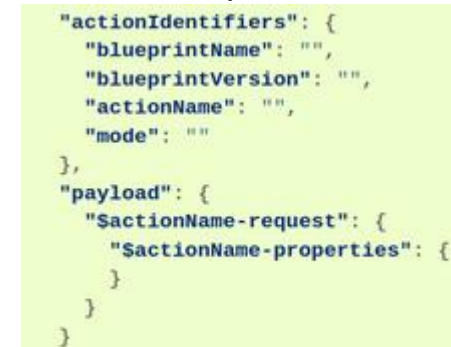 "actionIdentifiers": {
"blueprintName": "",
"blueprintVersion": "",
"actionName": "",
"mode": ""
},
"payload": {
"$actionName-request": {
"$actionName-properties": {
}
}
}